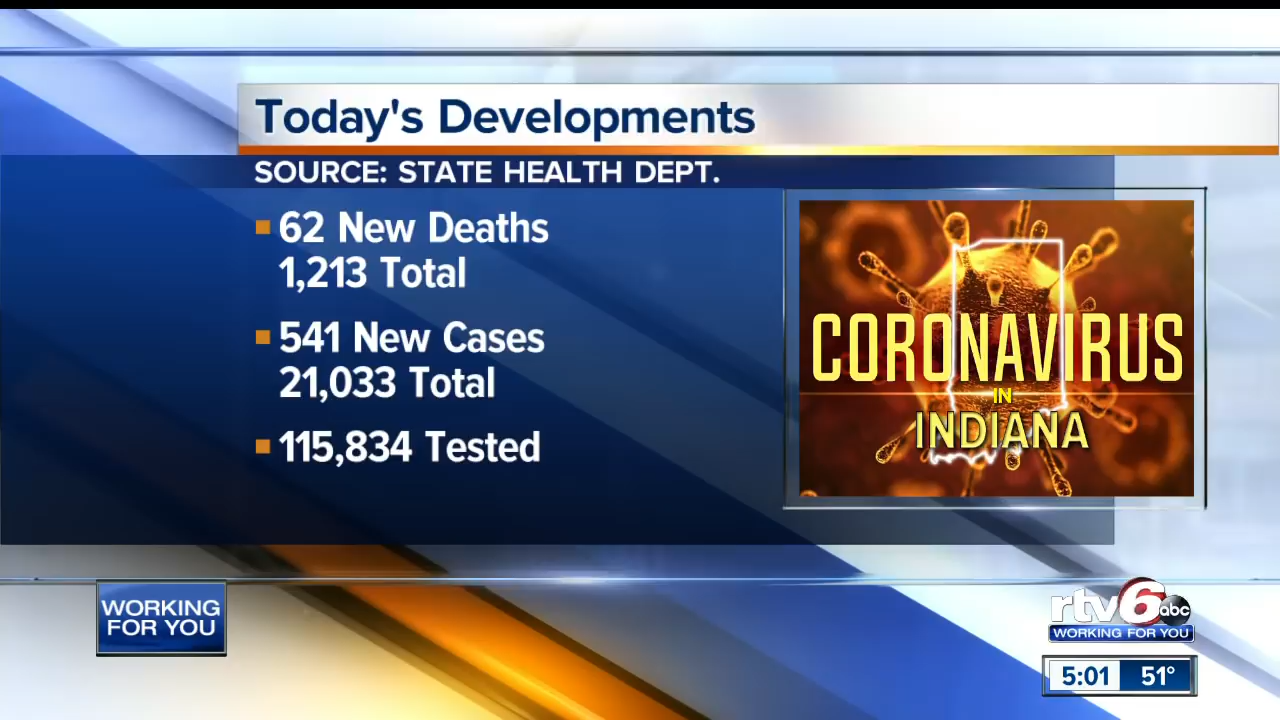 Today's Developments
SOURCE: STATE HEALTH DEPT.
62 New Deaths
1,213 Total
541 New Cases
21,033 Total
115,834 Tested
CORONAVIRUS
IN
INDIANA
WORKING
FOR YOU
rtv6 abc
WORKING FOR YOU
5:01 51°